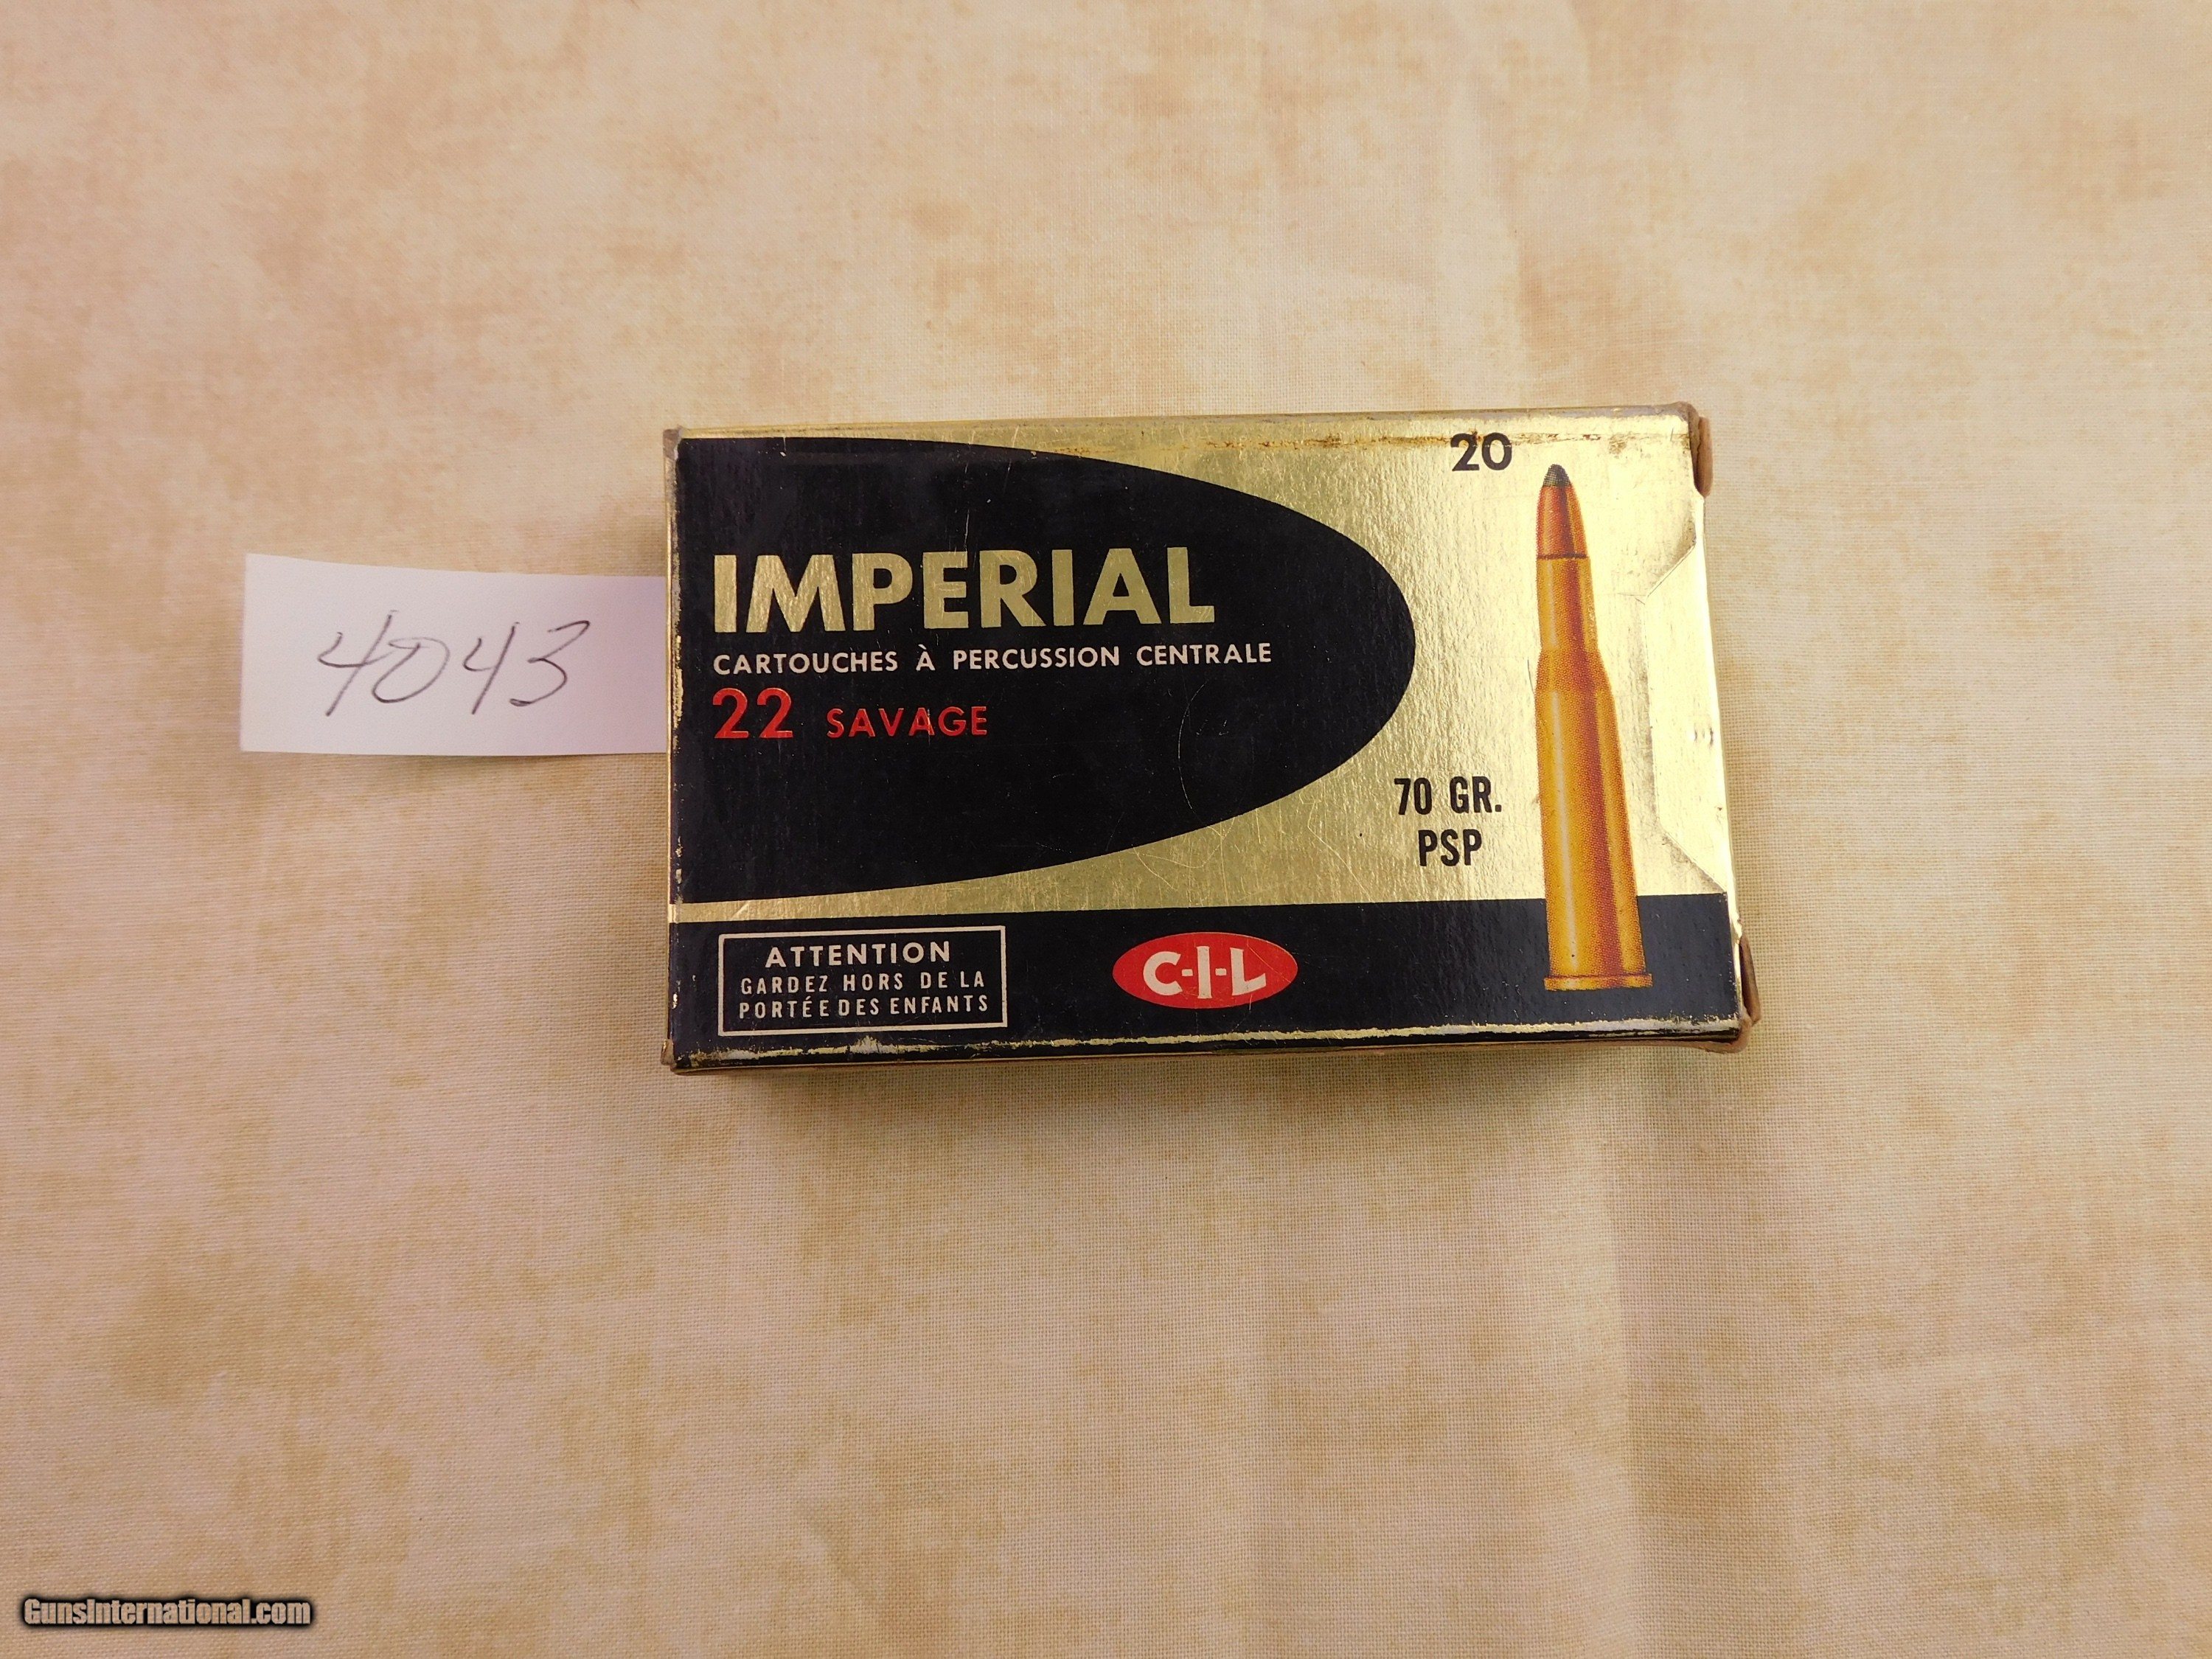 4043
20
IMPERIAL
CARTOUCHES À PERCUSSION CENTRALE
22 SAVAGE
70 GR.
PSP
ATTENTION
GARDEZ HORS DE LA
PORTÉE DES ENFANTS
C-I-L
GunsInternational.com